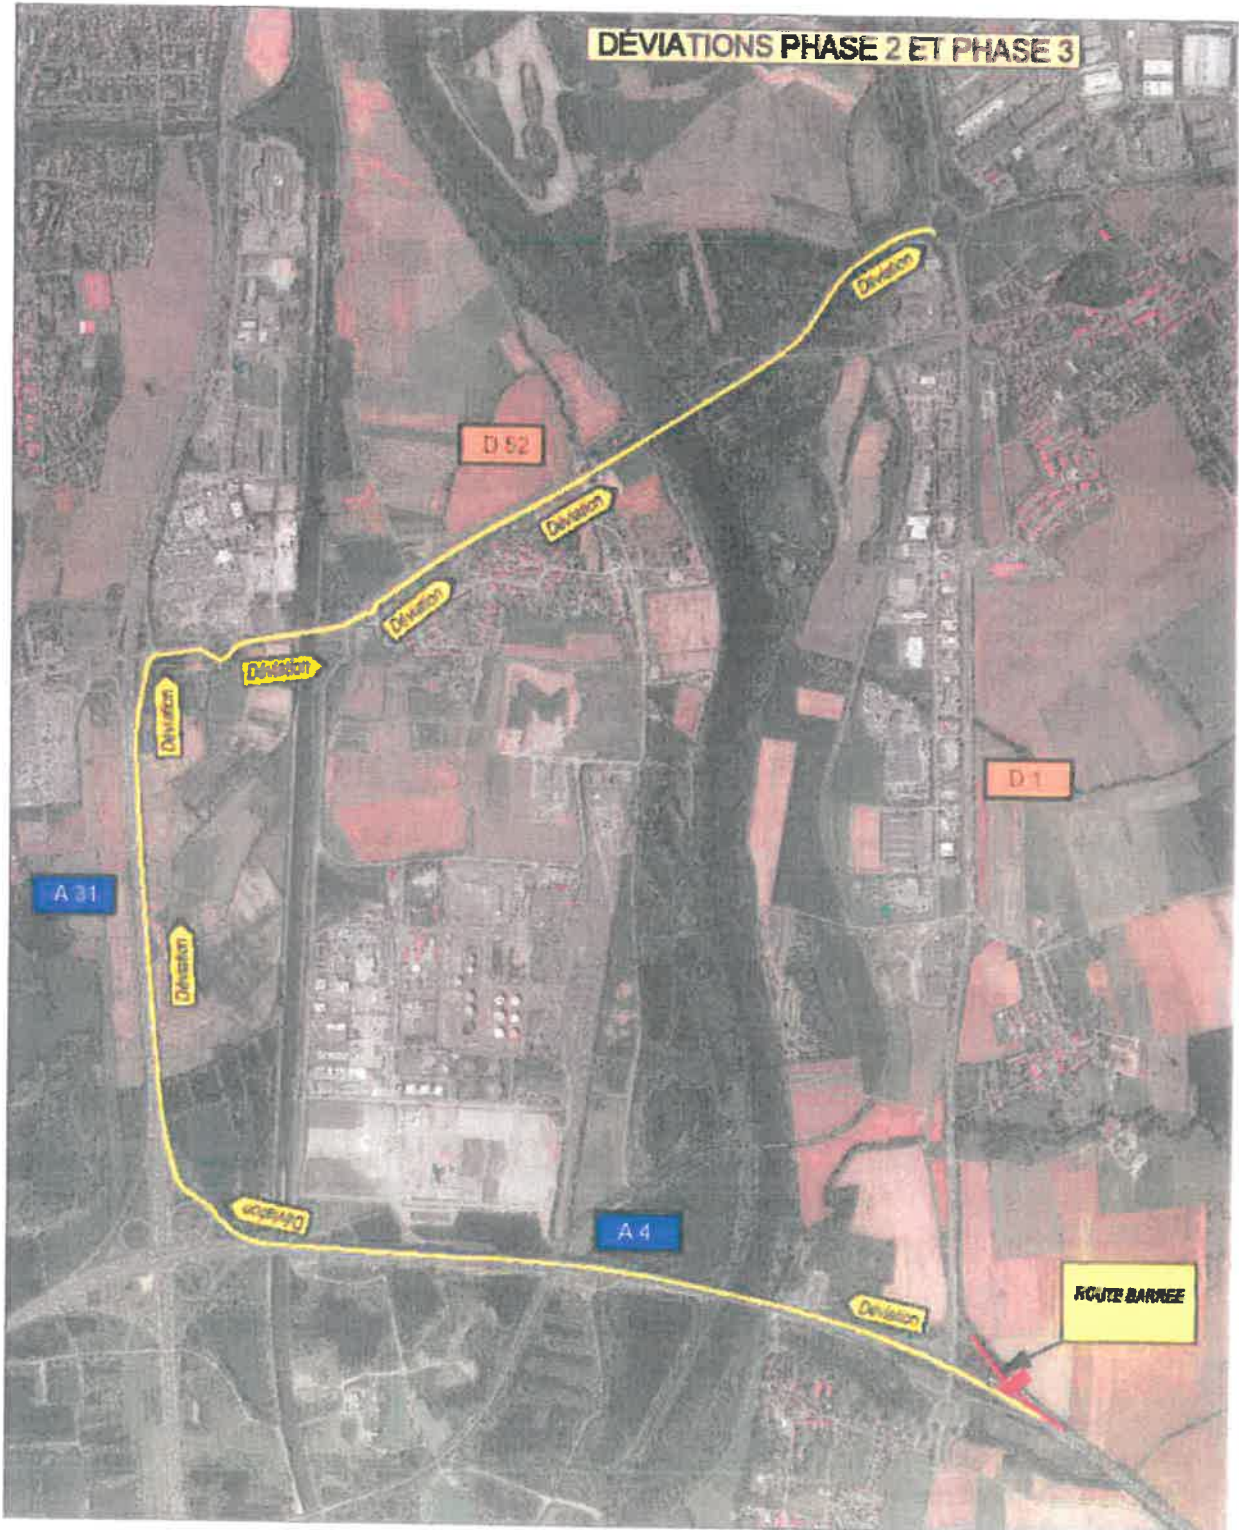 DÉVIATIONS PHASE 2 ET PHASE 3
Déviation
D 52
Déviation
Déviation
Déviation
Déviation
D 1
A 31
Déviation
Déviation
A 4
ROUTE BARREE
Déviation